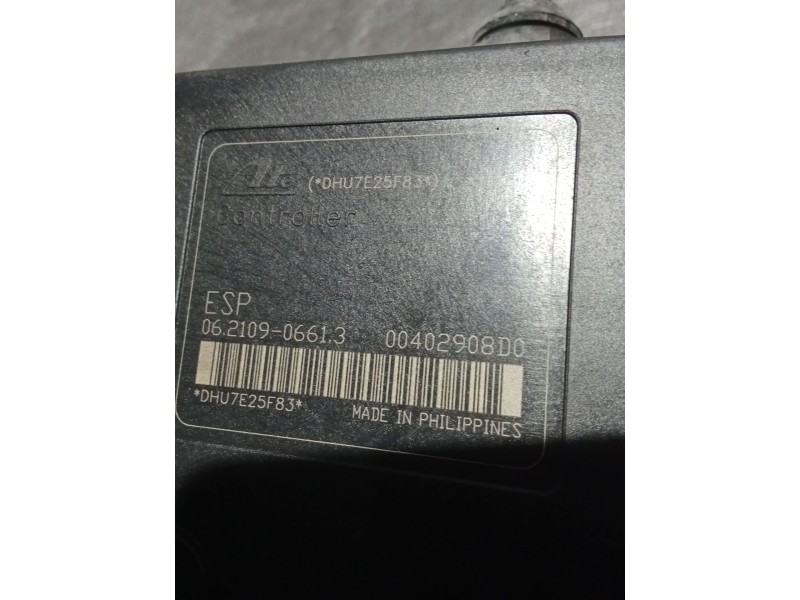 Ate (*DHU7E25F83*)
Controller
ESP
06.2109-0661.3 00402908D0
*DHU7E25F83* MADE IN PHILIPPINES